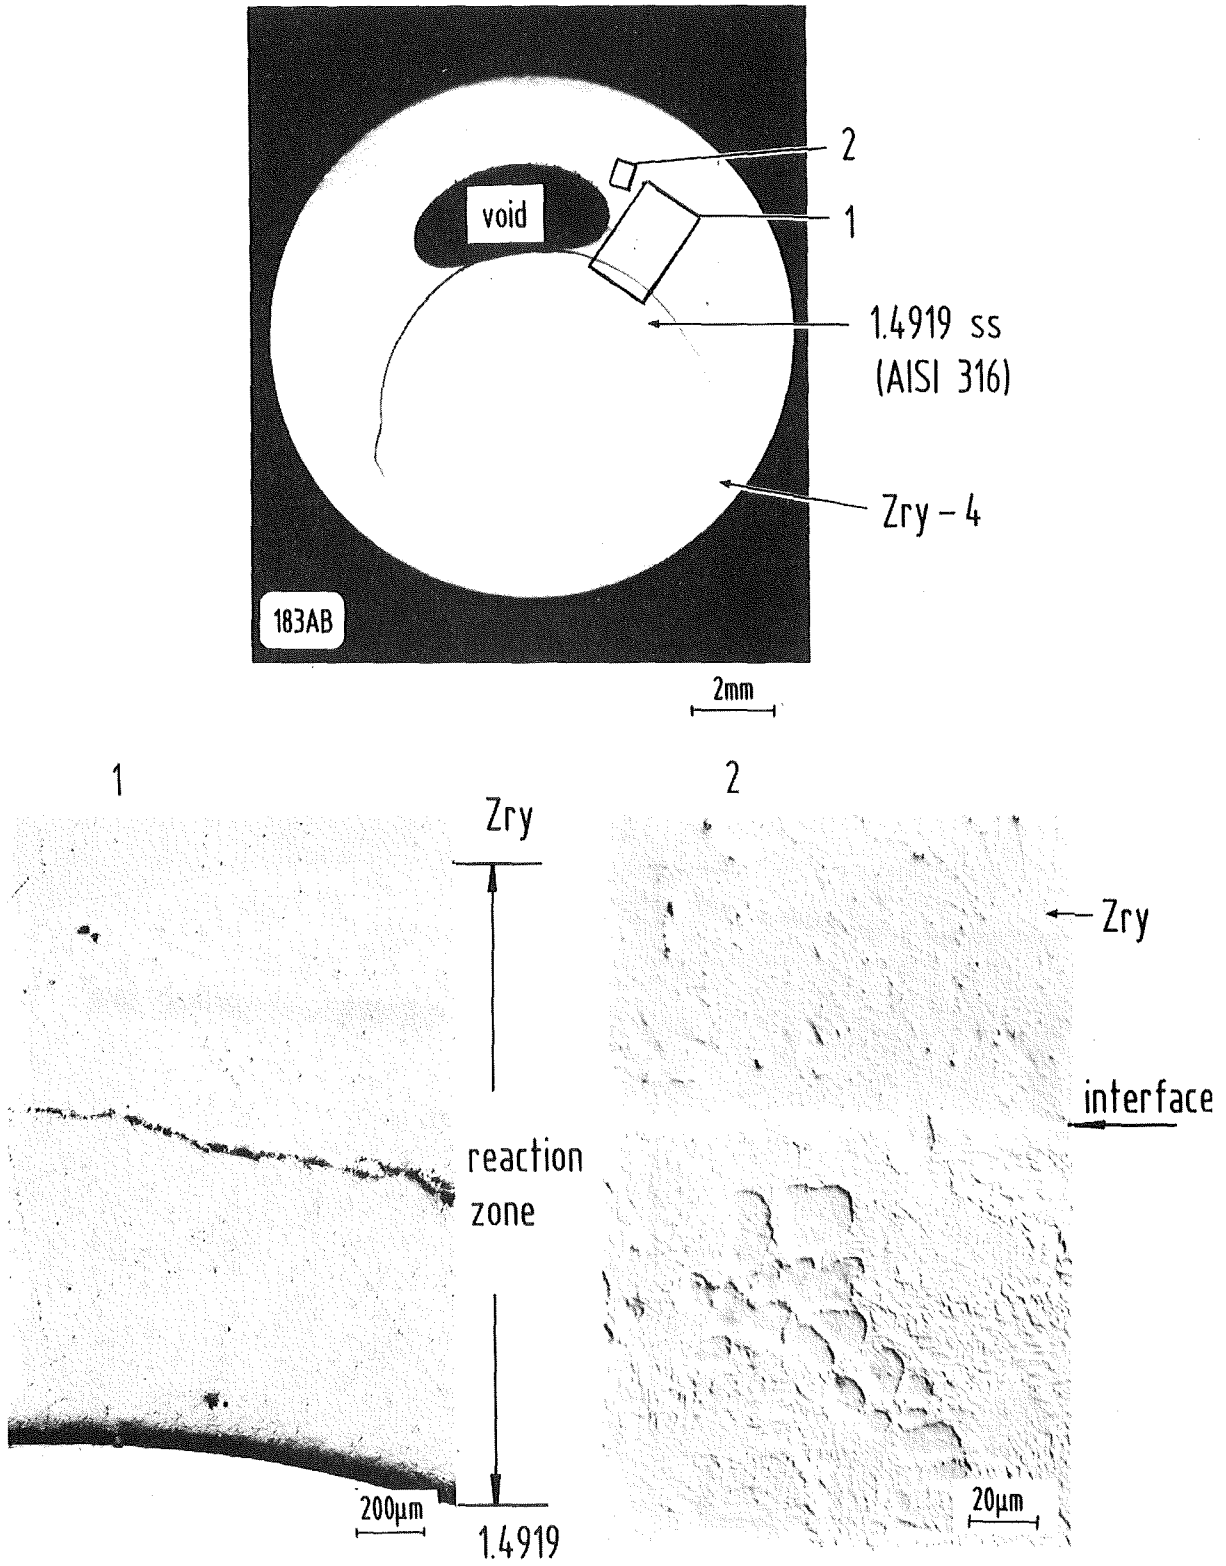 2
void
1
1.4919 ss
(AISI 316)
Zry-4
183AB
2mm
1
2
Zry
Zry
interface
reaction
zone
200µm
20µm
1.4919